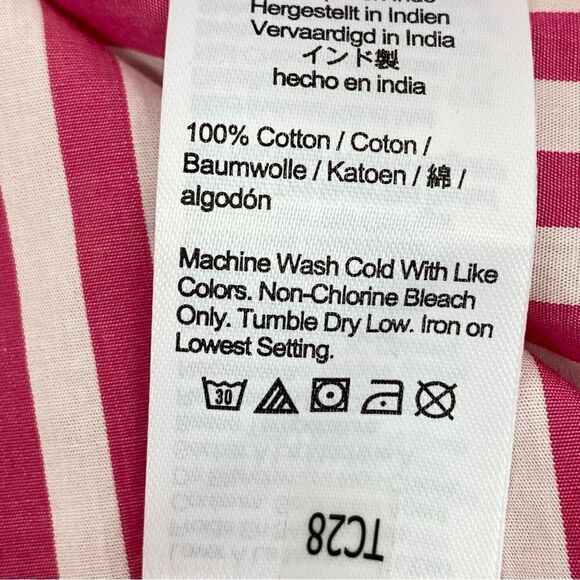 Hergestellt in Indien
Vervaardigd in India
インド製
hecho en india
100% Cotton / Coton /
Baumwolle / Katoen / 綿 /
algodón
Machine Wash Cold With Like
Colors. Non-Chlorine Bleach
Only. Tumble Dry Low. Iron on
Lowest Setting.
30
TC28